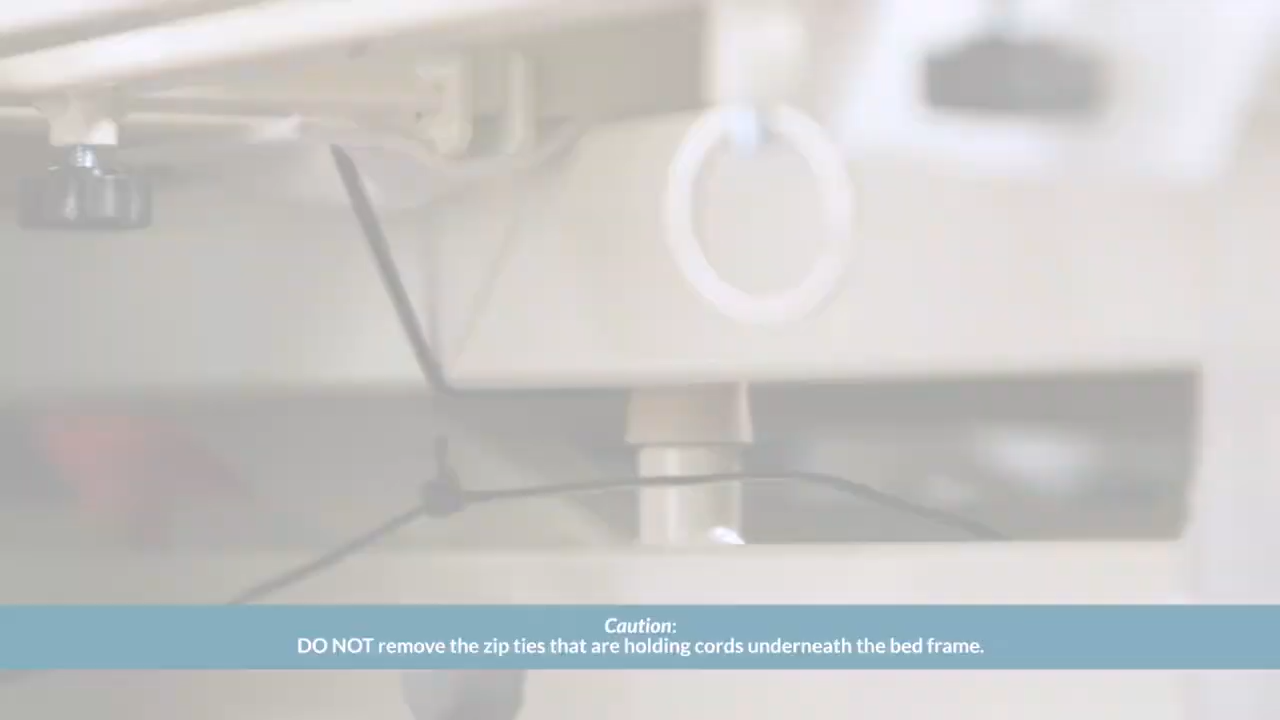 Caution:
DO NOT remove the zip ties that are holding cords underneath the bed frame.